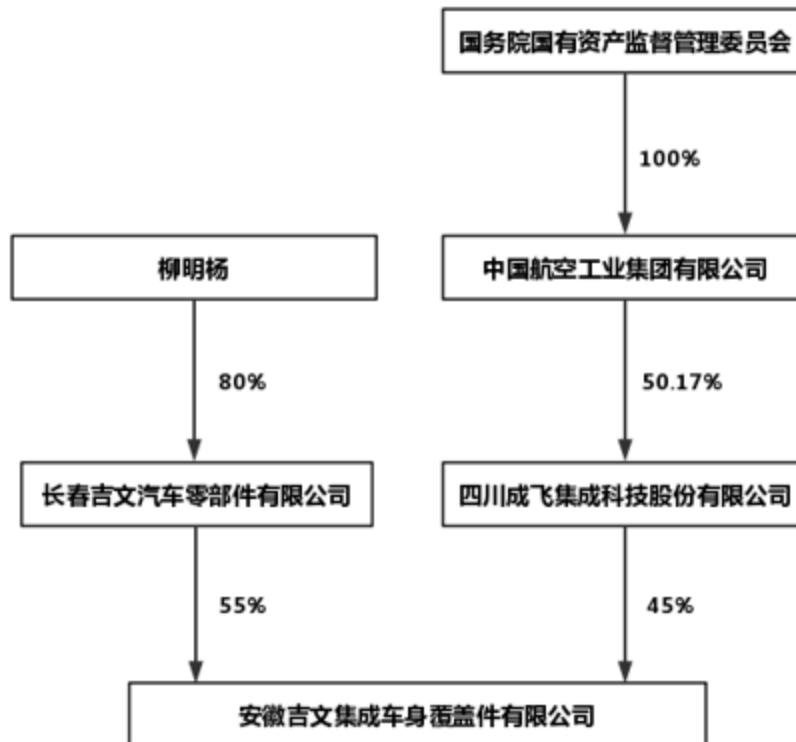 国务院国有资产监督管理委员会
100%
柳明杨
中国航空工业集团有限公司
80%
50.17%
长春吉文汽车零部件有限公司
四川成飞集成科技股份有限公司
55%
45%
安徽吉文集成车身覆盖件有限公司